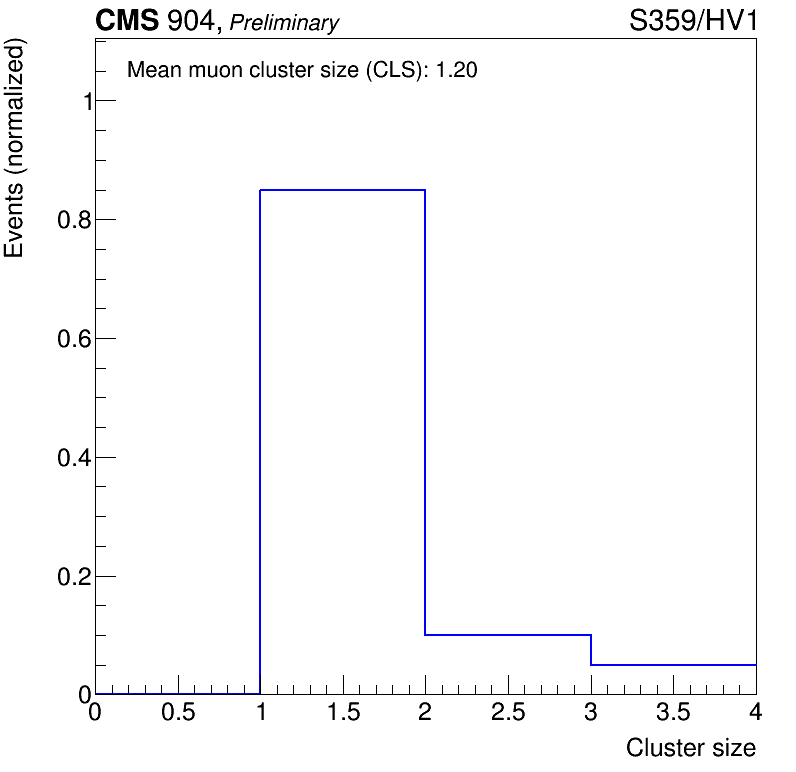 CMS 904, Preliminary S359/HV1
Mean muon cluster size (CLS): 1.20
Events (normalized)
1
0.8
0.6
0.4
0.2
0
0 0.5 1 1.5 2 2.5 3 3.5 4
Cluster size